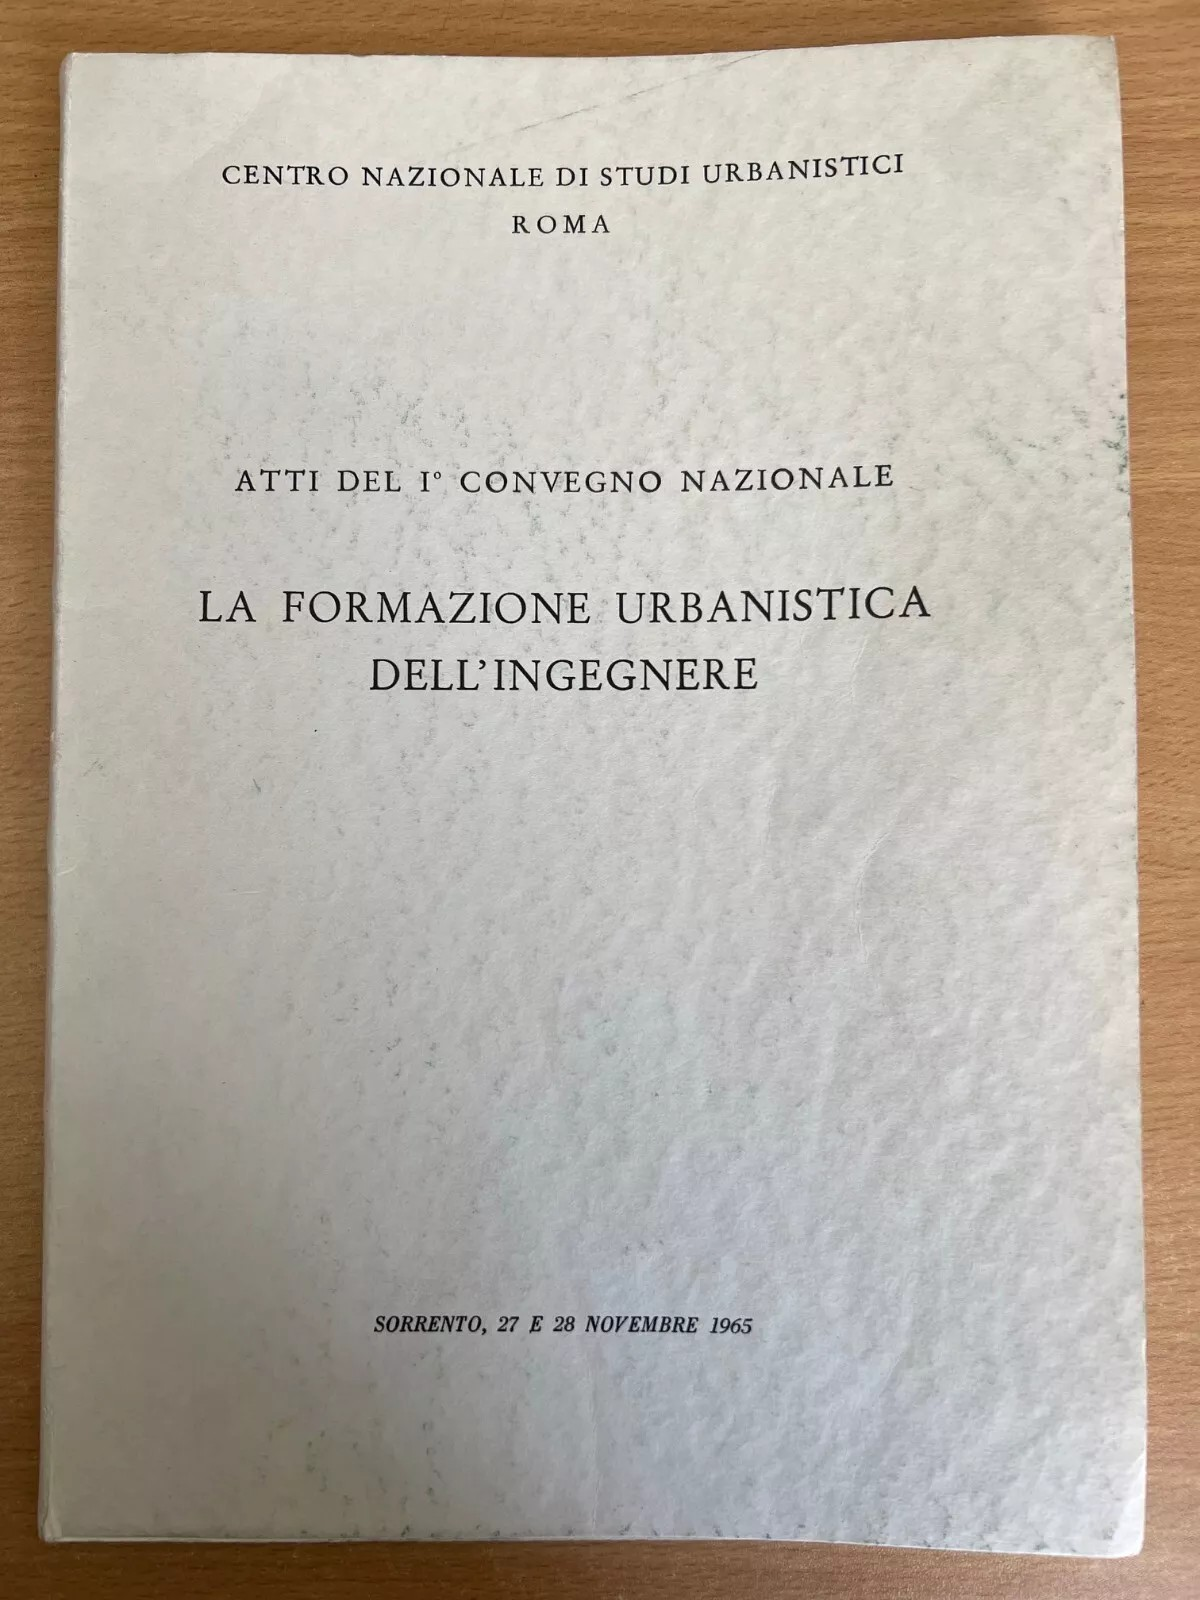 CENTRO NAZIONALE DI STUDI URBANISTICI
ROMA
ATTI DEL I° CONVEGNO NAZIONALE
LA FORMAZIONE URBANISTICA
DELL'INGEGNERE
SORRENTO, 27 E 28 NOVEMBRE 1965